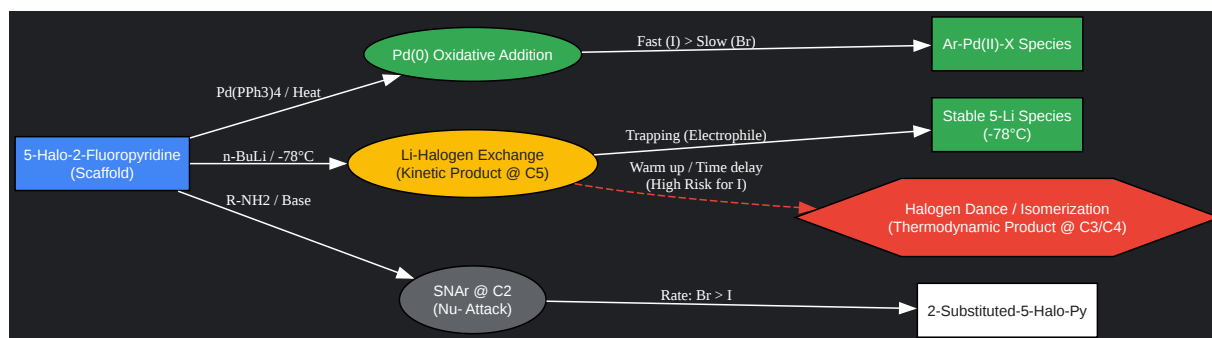 5-Halo-2-Fluoropyridine
(Scaffold)
Pd(PPh3)4 / Heat
n-BuLi / -78°C
R-NH2 / Base
Pd(0) Oxidative Addition
Li-Halogen Exchange
(Kinetic Product @ C5)
SNAr @ C2
(Nu- Attack)
Fast (I) > Slow (Br)
Trapping (Electrophile)
Warm up / Time delay
(High Risk for I)
Rate: Br > I
Ar-Pd(II)-X Species
Stable 5-Li Species
(-78°C)
Halogen Dance / Isomerization
(Thermodynamic Product @ C3/C4)
2-Substituted-5-Halo-Py